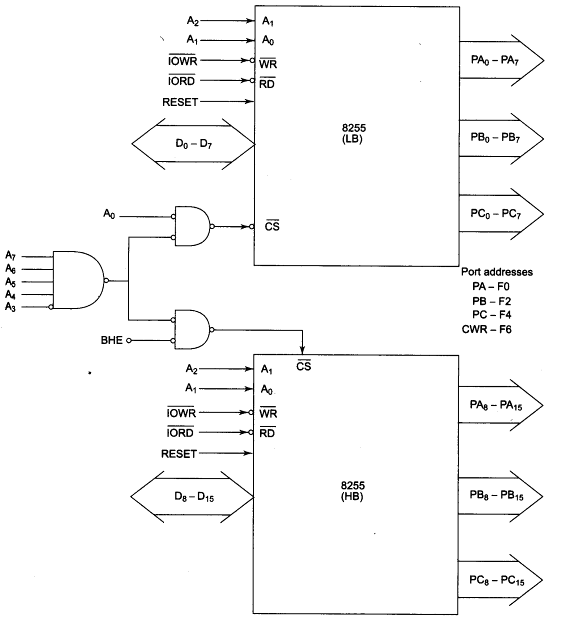 A₂
A₁
A₁
A₀
IOWR
WR
IORD
RD
RESET
D₀ – D₇
8255
(LB)
PA₀ – PA₇
PB₀ – PB₇
PC₀ – PC₇
A₀
CS
A₇
A₆
A₅
A₄
A₃
BHE
Port addresses
PA – F0
PB – F2
PC – F4
CWR – F6
CS
A₂
A₁
A₁
A₀
IOWR
WR
IORD
RD
RESET
D₈ – D₁₅
8255
(HB)
PA₈ – PA₁₅
PB₈ – PB₁₅
PC₈ – PC₁₅